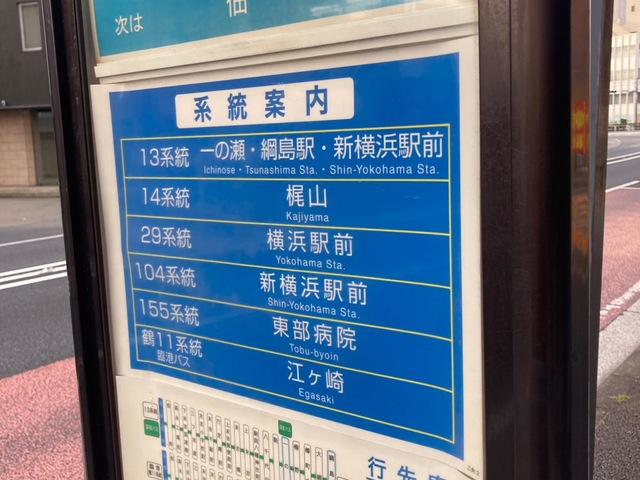 次は
系統案内
13系統 一の瀬・綱島駅・新横浜駅前
Ichinose・Tsunashima Sta.・Shin-Yokohama Sta.
14系統 梶山
Kajiyama
29系統 横浜駅前
Yokohama Sta.
104系統 新横浜駅前
Shin-Yokohama Sta.
155系統 東部病院
Tobu-byoin
鶴11系統 江ヶ崎
臨港バス Egasaki
行先